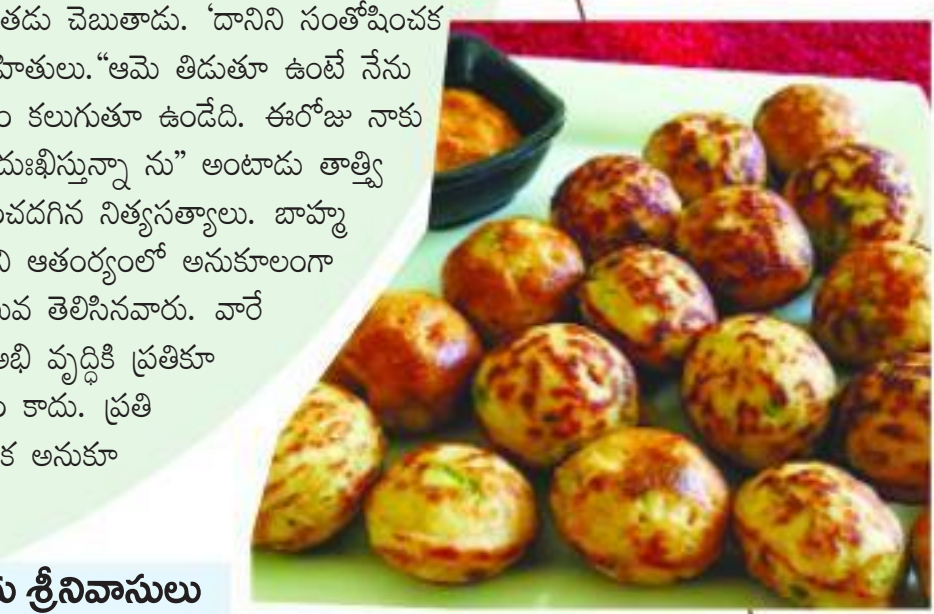 తడు చెబుతాడు. ‘దానిని సంతోషించక
హితులు.“ఆమె తిడుతూ ఉంటే నేను
కలుగుతూ ఉండేది. ఈరోజు నాకు
దుఃఖిస్తున్నా ను” అంటాడు తాత్త్వి
చదగిన నిత్యసత్యాలు. బాహ్మ
ని ఆతంర్యంలో అనుకూలంగా
తెలిసినవారు. వారే
అభి వృద్ధికి ప్రతికూ
కాదు. ప్రతి
క అనుకూ
శ్రీనివాసులు